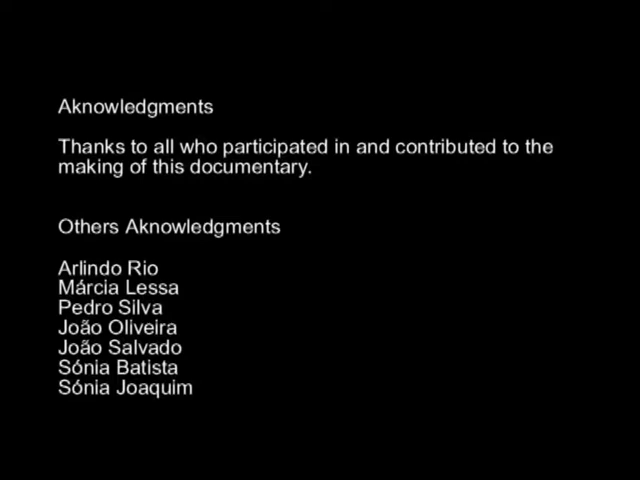 Aknowledgments
Thanks to all who participated in and contributed to the
making of this documentary.
Others Aknowledgments
Arlindo Rio
Márcia Lessa
Pedro Silva
João Oliveira
João Salvado
Sónia Batista
Sónia Joaquim